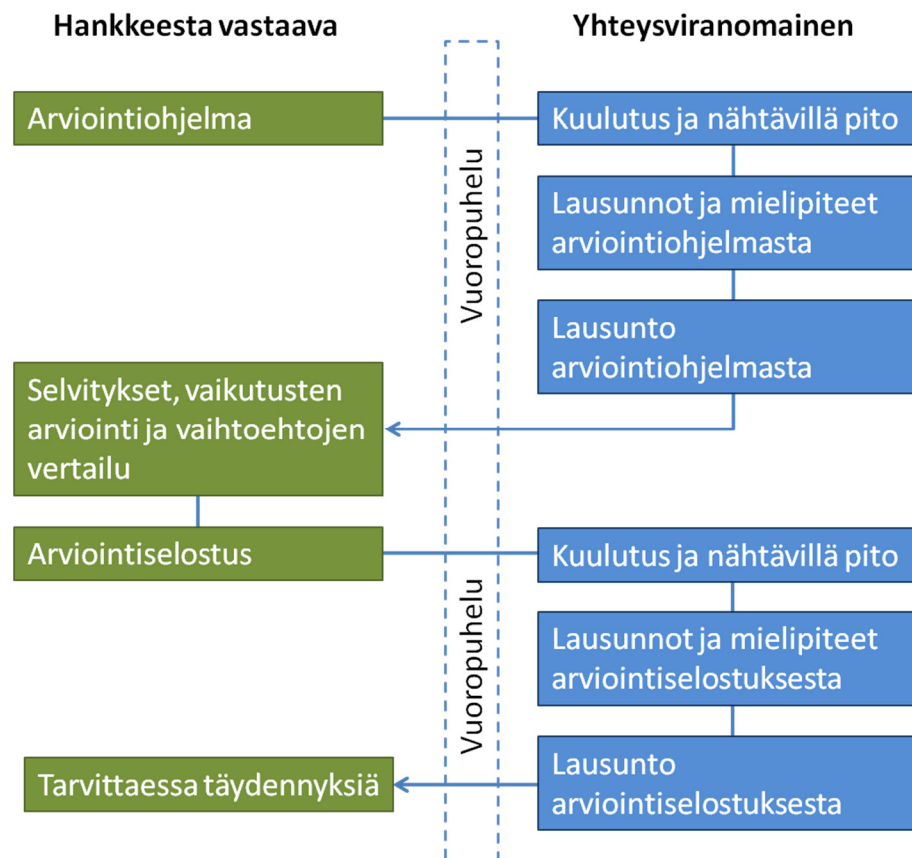 Hankkeesta vastaava
Yhteysviranomainen
Arviointiohjelma
Kuulutus ja nähtävillä pito
Vuoropuhelu
Lausunnot ja mielipiteet
arviointiohjelmasta
Lausunto
arviointiohjelmasta
Selvitykset, vaikutusten
arviointi ja vaihtoehtojen
vertailu
Arviointiselostus
Kuulutus ja nähtävillä pito
Vuoropuhelu
Lausunnot ja mielipiteet
arviointiselostuksesta
Lausunto
arviointiselostuksesta
Tarvittaessa täydennyksiä